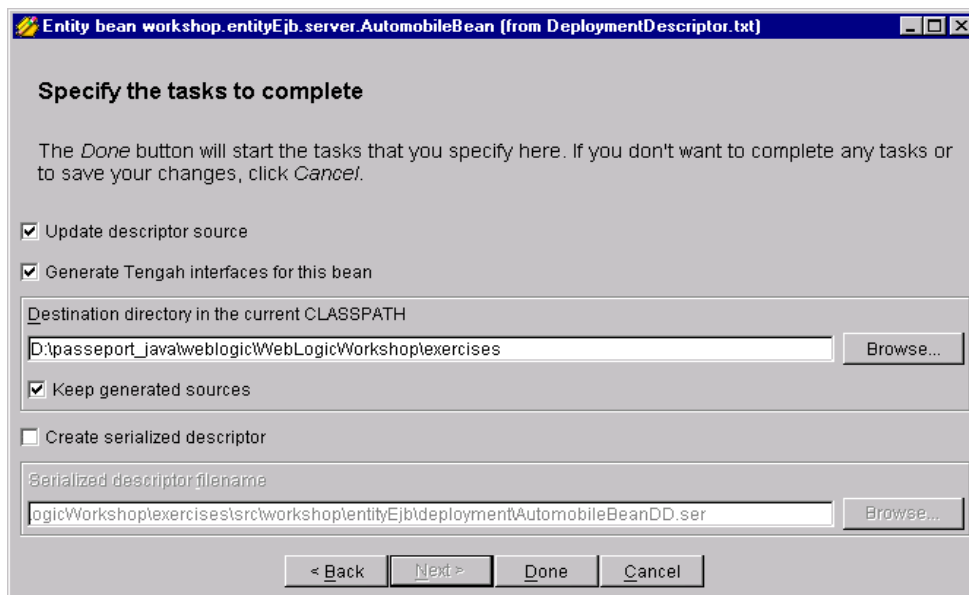 Entity bean workshop.entityEjb.server.AutomobileBean (from DeploymentDescriptor.txt)
Specify the tasks to complete
The Done button will start the tasks that you specify here. If you don't want to complete any tasks or
to save your changes, click Cancel.
Update descriptor source
Generate Tengah interfaces for this bean
Destination directory in the current CLASSPATH
D:\passeport_java\weblogic\WebLogicWorkshop\exercises
Browse...
Keep generated sources
Create serialized descriptor
Serialized descriptor filename
ogicWorkshop\exercises\src\workshop\entityEjb\deployment\AutomobileBeanDD.ser
Browse...
< Back
Next >
Done
Cancel